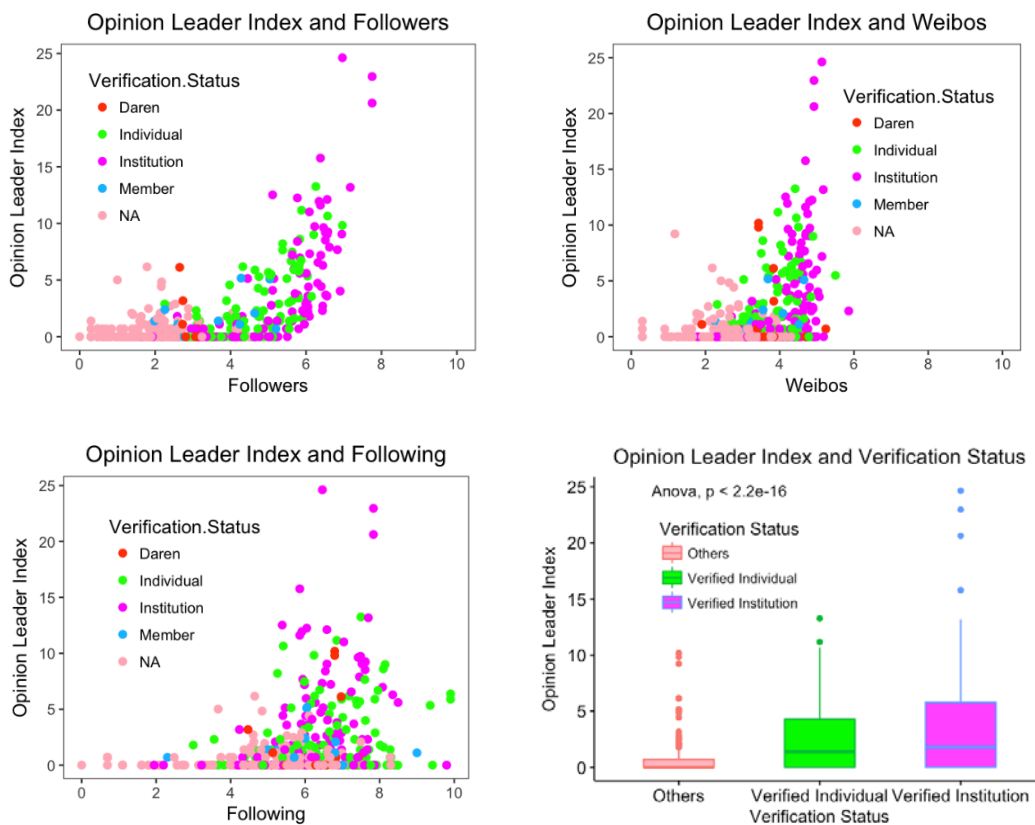 Opinion Leader Index and Followers
25
20
15
10
5
0
Opinion Leader Index
Verification.Status
Daren
Individual
Institution
Member
NA
0 2 4 6 8 10
Followers
Opinion Leader Index and Weibos
25
20
15
10
5
0
Opinion Leader Index
Verification.Status
Daren
Individual
Institution
Member
NA
0 2 4 6 8 10
Weibos
Opinion Leader Index and Following
25
20
15
10
5
0
Opinion Leader Index
Verification.Status
Daren
Individual
Institution
Member
NA
0 2 4 6 8 10
Following
Opinion Leader Index and Verification Status
25
20
15
10
5
0
Opinion Leader Index
Anova, p < 2.2e-16
Verification Status
Others
Verified Individual
Verified Institution
Others Verified Individual Verified Institution
Verification Status